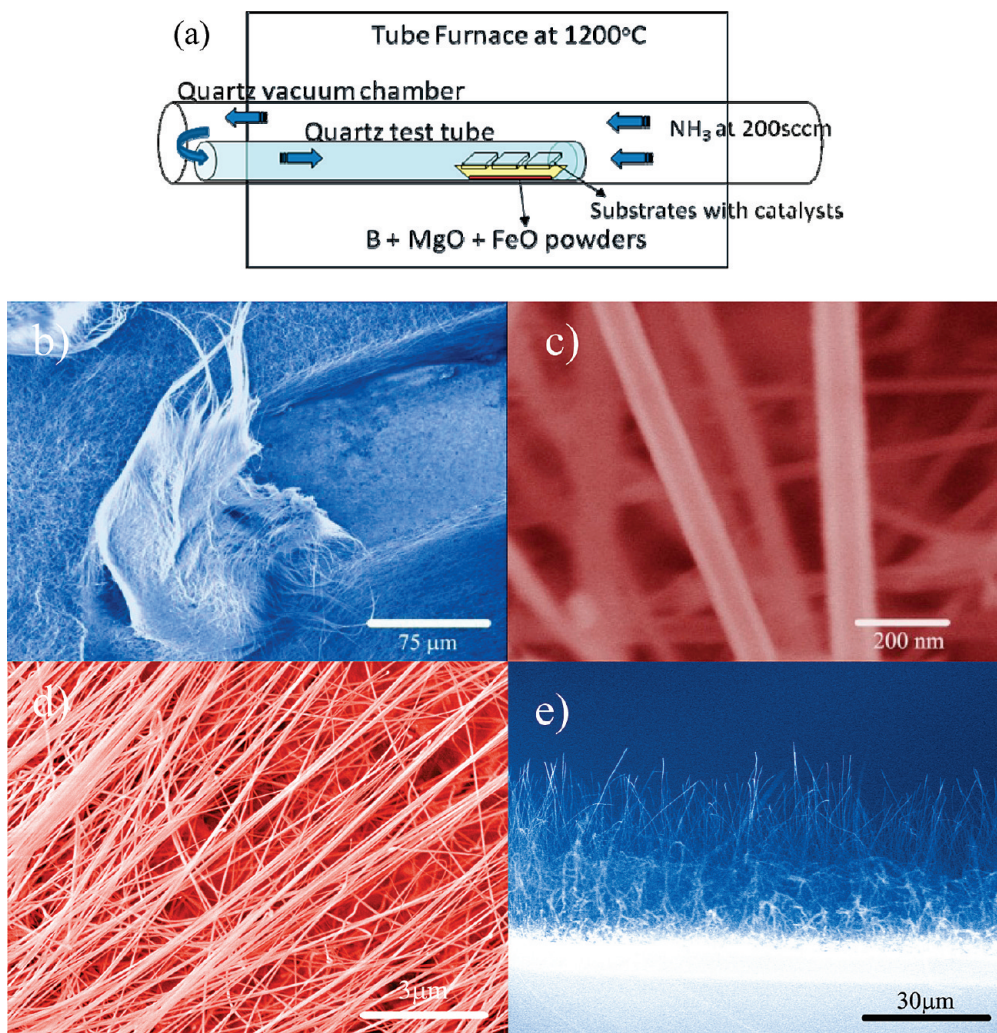 (a)
Tube Furnace at 1200°C
Quartz vacuum chamber
Quartz test tube
NH₃ at 200sccm
Substrates with catalysts
B + MgO + FeO powders
b)
75 μm
c)
200 nm
d)
3μm
e)
30μm